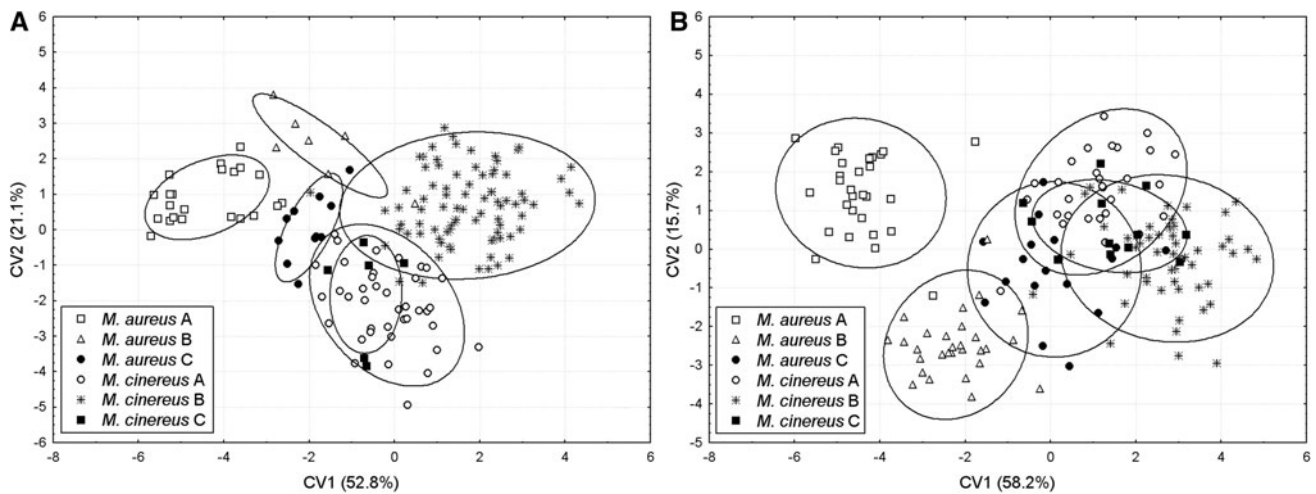 A
6
5
4
3
2
1
0
-1
-2
-3
-4
-5
-6
CV2 (21.1%)
M. aureus A
M. aureus B
M. aureus C
M. cinereus A
M. cinereus B
M. cinereus C
-8 -6 -4 -2 0 2 4 6
CV1 (52.8%)
B
6
5
4
3
2
1
0
-1
-2
-3
-4
-5
CV2 (15.7%)
M. aureus A
M. aureus B
M. aureus C
M. cinereus A
M. cinereus B
M. cinereus C
-8 -6 -4 -2 0 2 4 6
CV1 (58.2%)